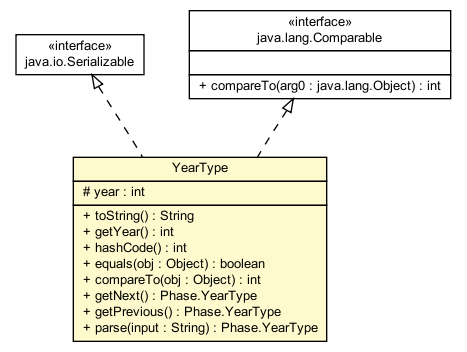 «interface»
java.io.Serializable
«interface»
java.lang.Comparable
+ compareTo(arg0 : java.lang.Object) : int
YearType
# year : int
+ toString() : String
+ getYear() : int
+ hashCode() : int
+ equals(obj : Object) : boolean
+ compareTo(obj : Object) : int
+ getNext() : Phase.YearType
+ getPrevious() : Phase.YearType
+ parse(input : String) : Phase.YearType